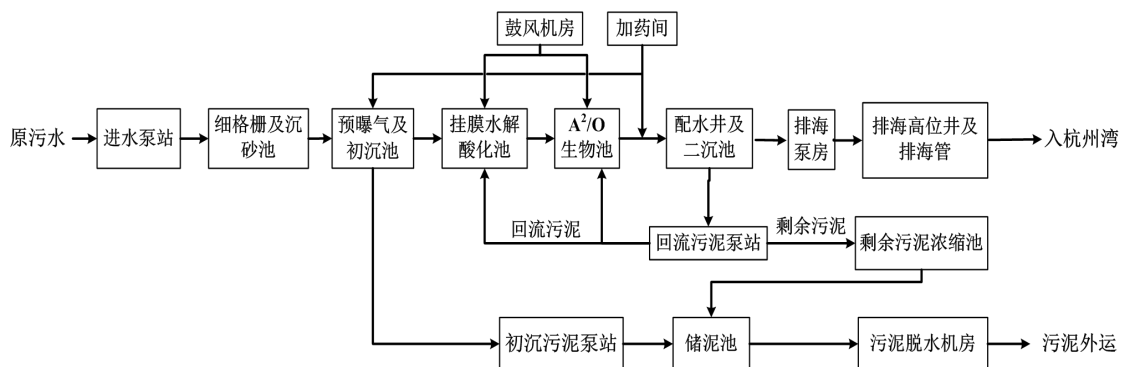 鼓风机房
加药间
原污水
进水泵站
细格栅及沉
砂池
预曝气及
初沉池
挂膜水解
酸化池
A²/O
生物池
配水井及
二沉池
排海
泵房
排海高位井及
排海管
入杭州湾
回流污泥
回流污泥泵站
剩余污泥
剩余污泥浓缩池
初沉污泥泵站
储泥池
污泥脱水机房
污泥外运